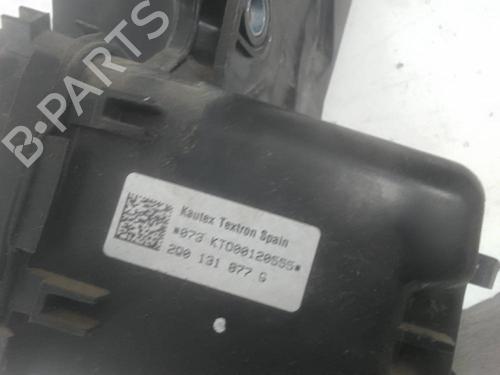 B-PARTS
Kautex Textron Spain
*073 KT000120555*
2Q0 131 877 G